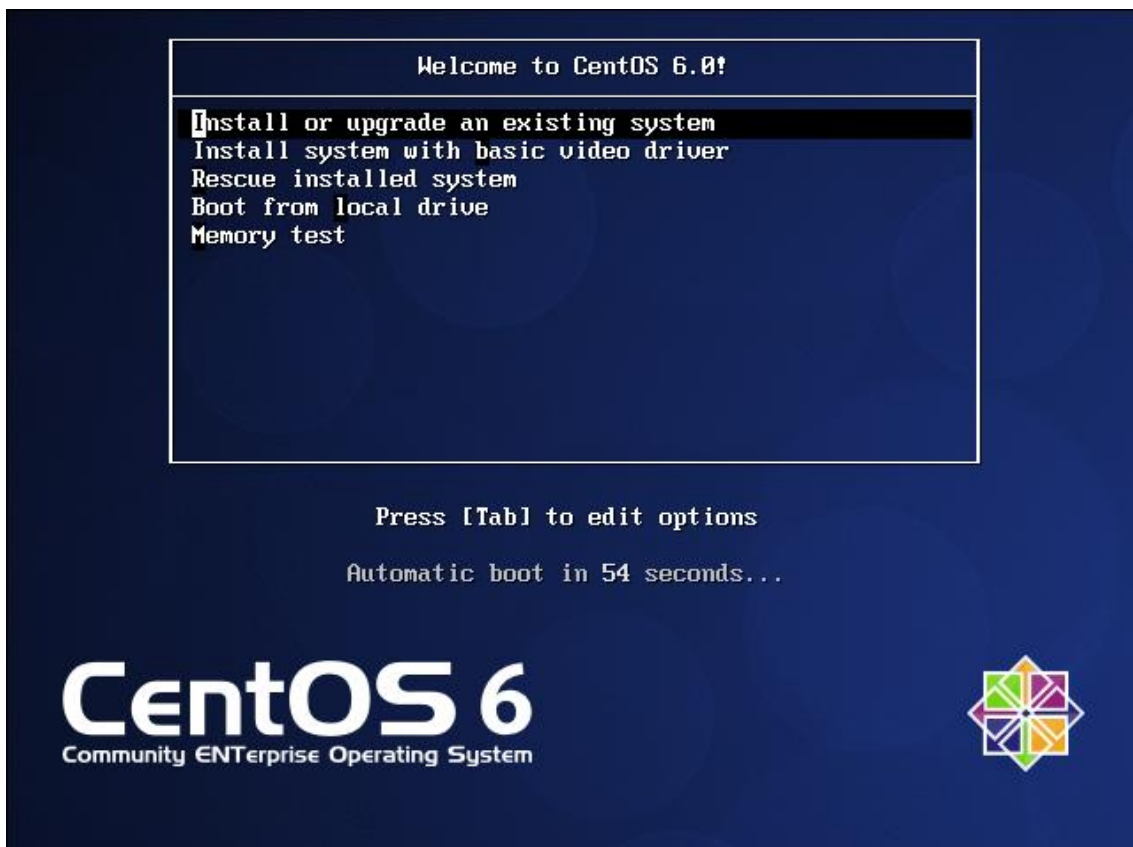 Welcome to CentOS 6.0!
Install or upgrade an existing system
Install system with basic video driver
Rescue installed system
Boot from local drive
Memory test
Press [Tab] to edit options
Automatic boot in 54 seconds...
CentOS 6
Community ENTerprise Operating System